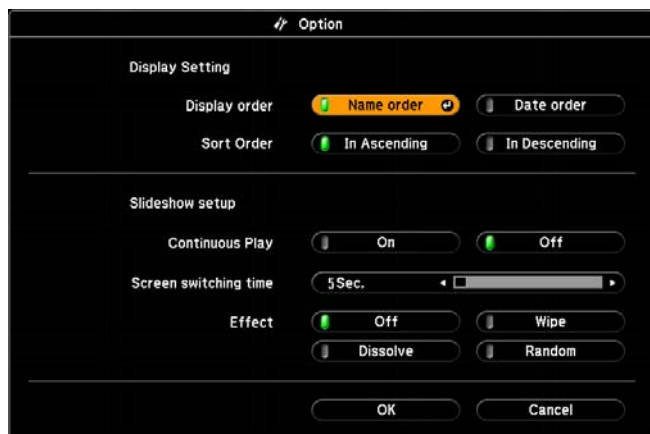 Option
Display Setting
Display order Name order Date order
Sort Order In Ascending In Descending
Slideshow setup
Continuous Play On Off
Screen switching time 5Sec.
Effect Off Wipe
Dissolve Random
OK Cancel